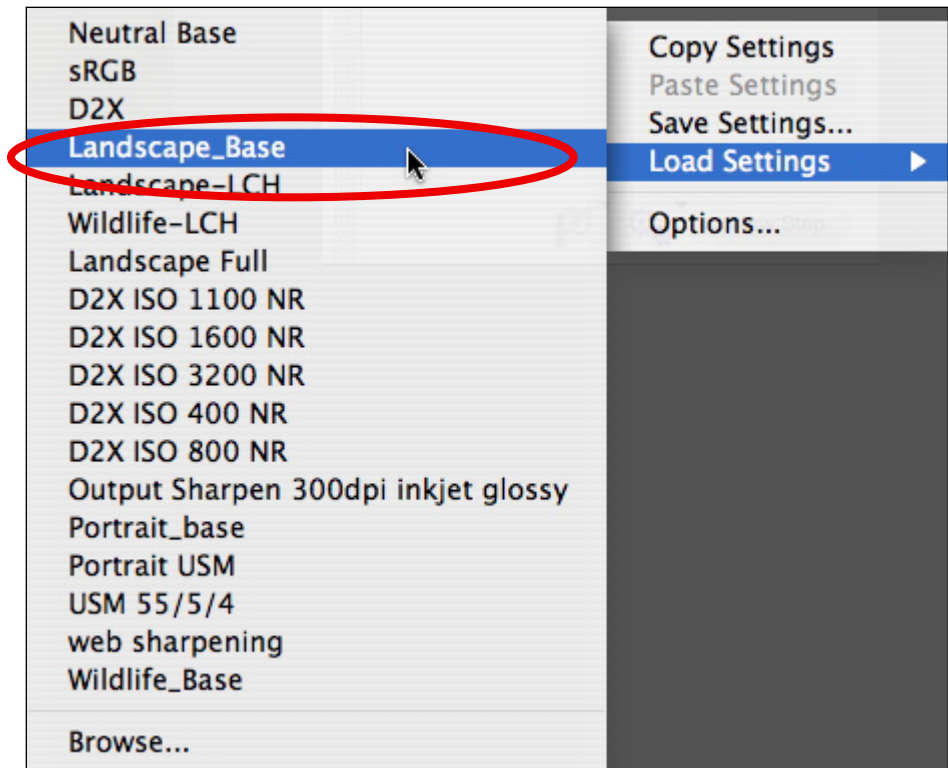 Neutral Base
sRGB
D2X
Landscape_Base
Landscape-LCH
Wildlife-LCH
Landscape Full
D2X ISO 1100 NR
D2X ISO 1600 NR
D2X ISO 3200 NR
D2X ISO 400 NR
D2X ISO 800 NR
Output Sharpen 300dpi inkjet glossy
Portrait_base
Portrait USM
USM 55/5/4
web sharpening
Wildlife_Base
Browse...
Copy Settings
Paste Settings
Save Settings...
Load Settings
Options...
Step